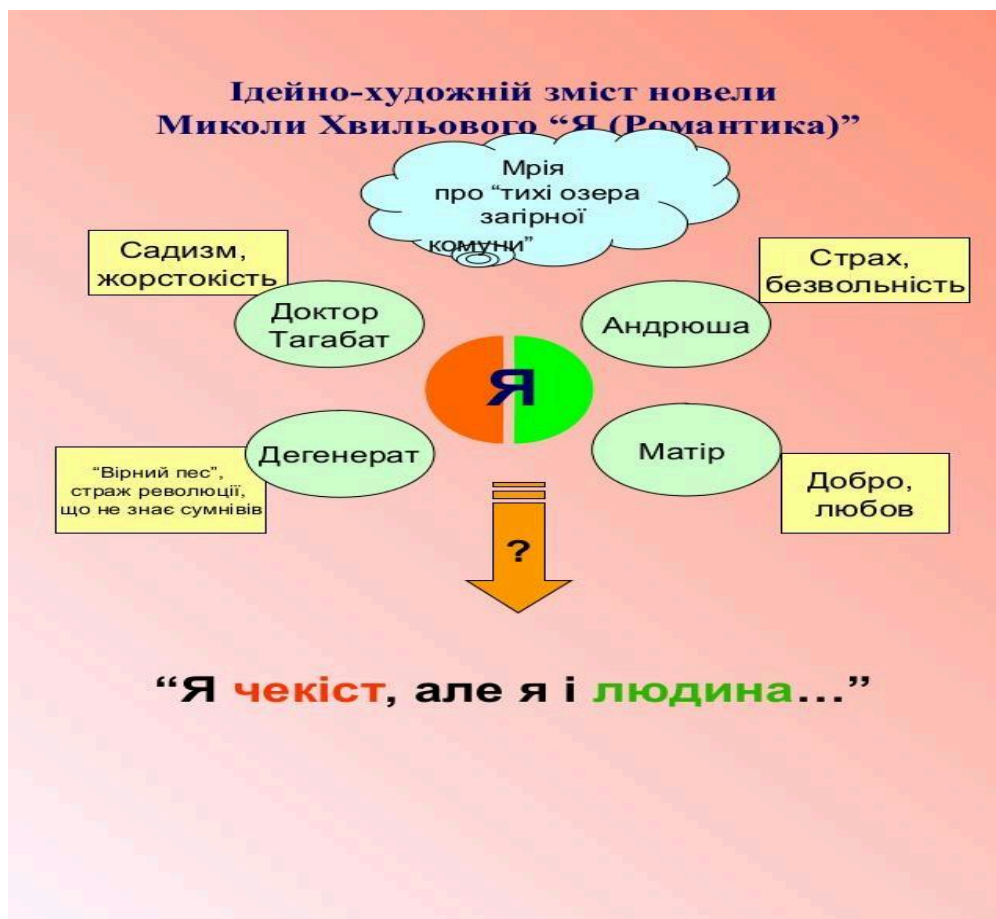 Ідейно-художній зміст новели
Миколи Хвильового “Я (Романтика)”
Мрія
про “тихі озера
загірної
комуни”
Садизм,
жорстокість
Доктор
Тагабат
Страх,
безвольність
Андрюша
Я
“Вірний пес”,
страж революції,
що не знає сумнівів
Дегенерат
Матір
Добро,
любов
?
“Я чекіст, але я і людина...”